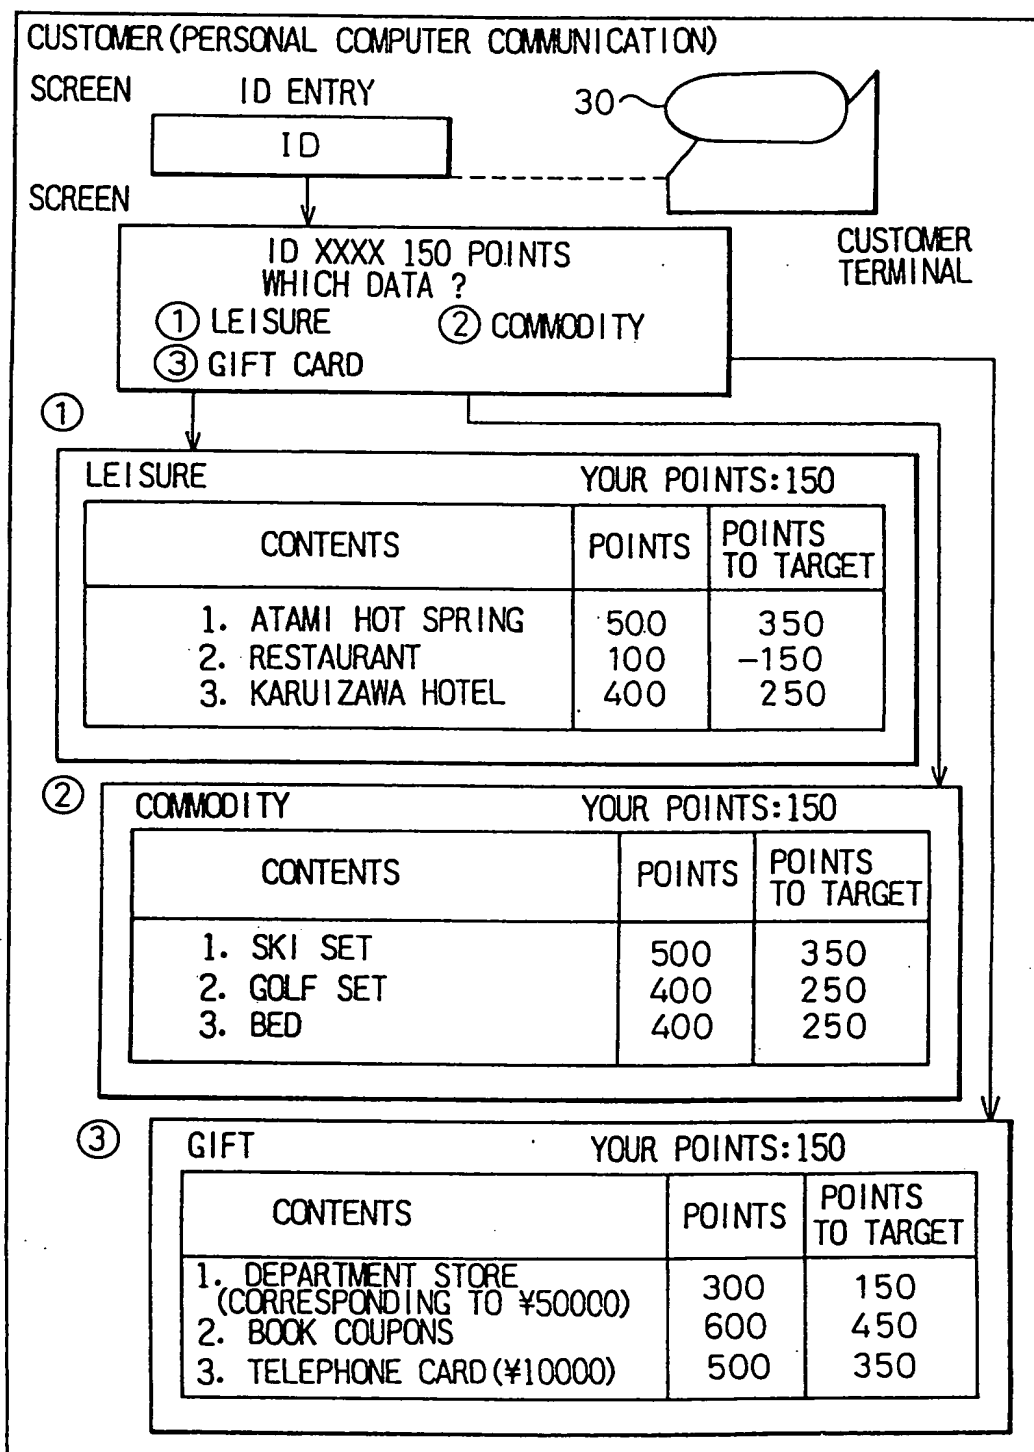 CUSTOMER(PERSONAL COMPUTER COMMUNICATION)
SCREEN ID ENTRY
30
ID
SCREEN
ID XXXX 150 POINTS
WHICH DATA ?
① LEISURE ② COMMODITY
③ GIFT CARD
CUSTOMER
TERMINAL
①
LEISURE YOUR POINTS:150
CONTENTS POINTS POINTS
TO TARGET
1. ATAMI HOT SPRING 500 350
2. RESTAURANT 100 -150
3. KARUIZAWA HOTEL 400 250
②
COMMODITY YOUR POINTS:150
CONTENTS POINTS POINTS
TO TARGET
1. SKI SET 500 350
2. GOLF SET 400 250
3. BED 400 250
③
GIFT YOUR POINTS:150
CONTENTS POINTS POINTS
TO TARGET
1. DEPARTMENT STORE 300 150
(CORRESPONDING TO ¥50000)
2. BOOK COUPONS 600 450
3. TELEPHONE CARD(¥10000) 500 350